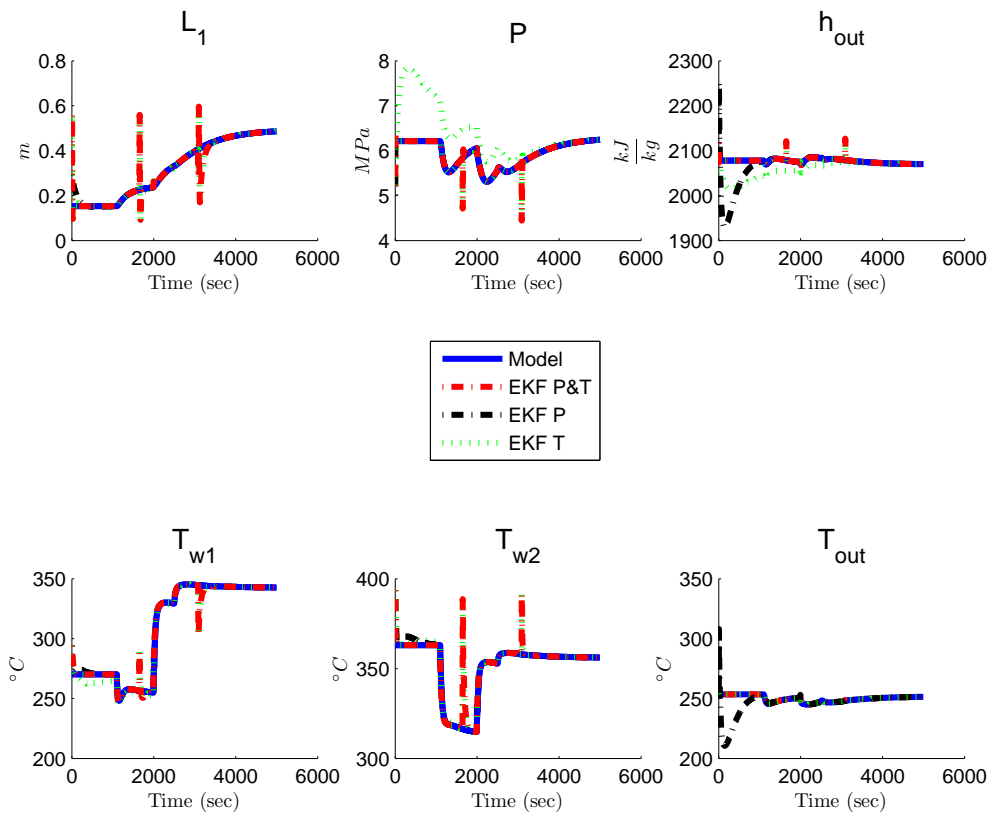 L1 P hout
0.8 8 2300
0.6 7 2200
m 0.4 MPa 6 kJ/kg 2100
0.2 5 2000
0 4 1900
0 2000 4000 6000 0 2000 4000 6000 0 2000 4000 6000
Time (sec) Time (sec) Time (sec)
Model
EKF P&T
EKF P
EKF T
Tw1 Tw2 Tout
350 400 350
300 300
°C °C 350 °C
250 250
200 300 200
0 2000 4000 6000 0 2000 4000 6000 0 2000 4000 6000
Time (sec) Time (sec) Time (sec)